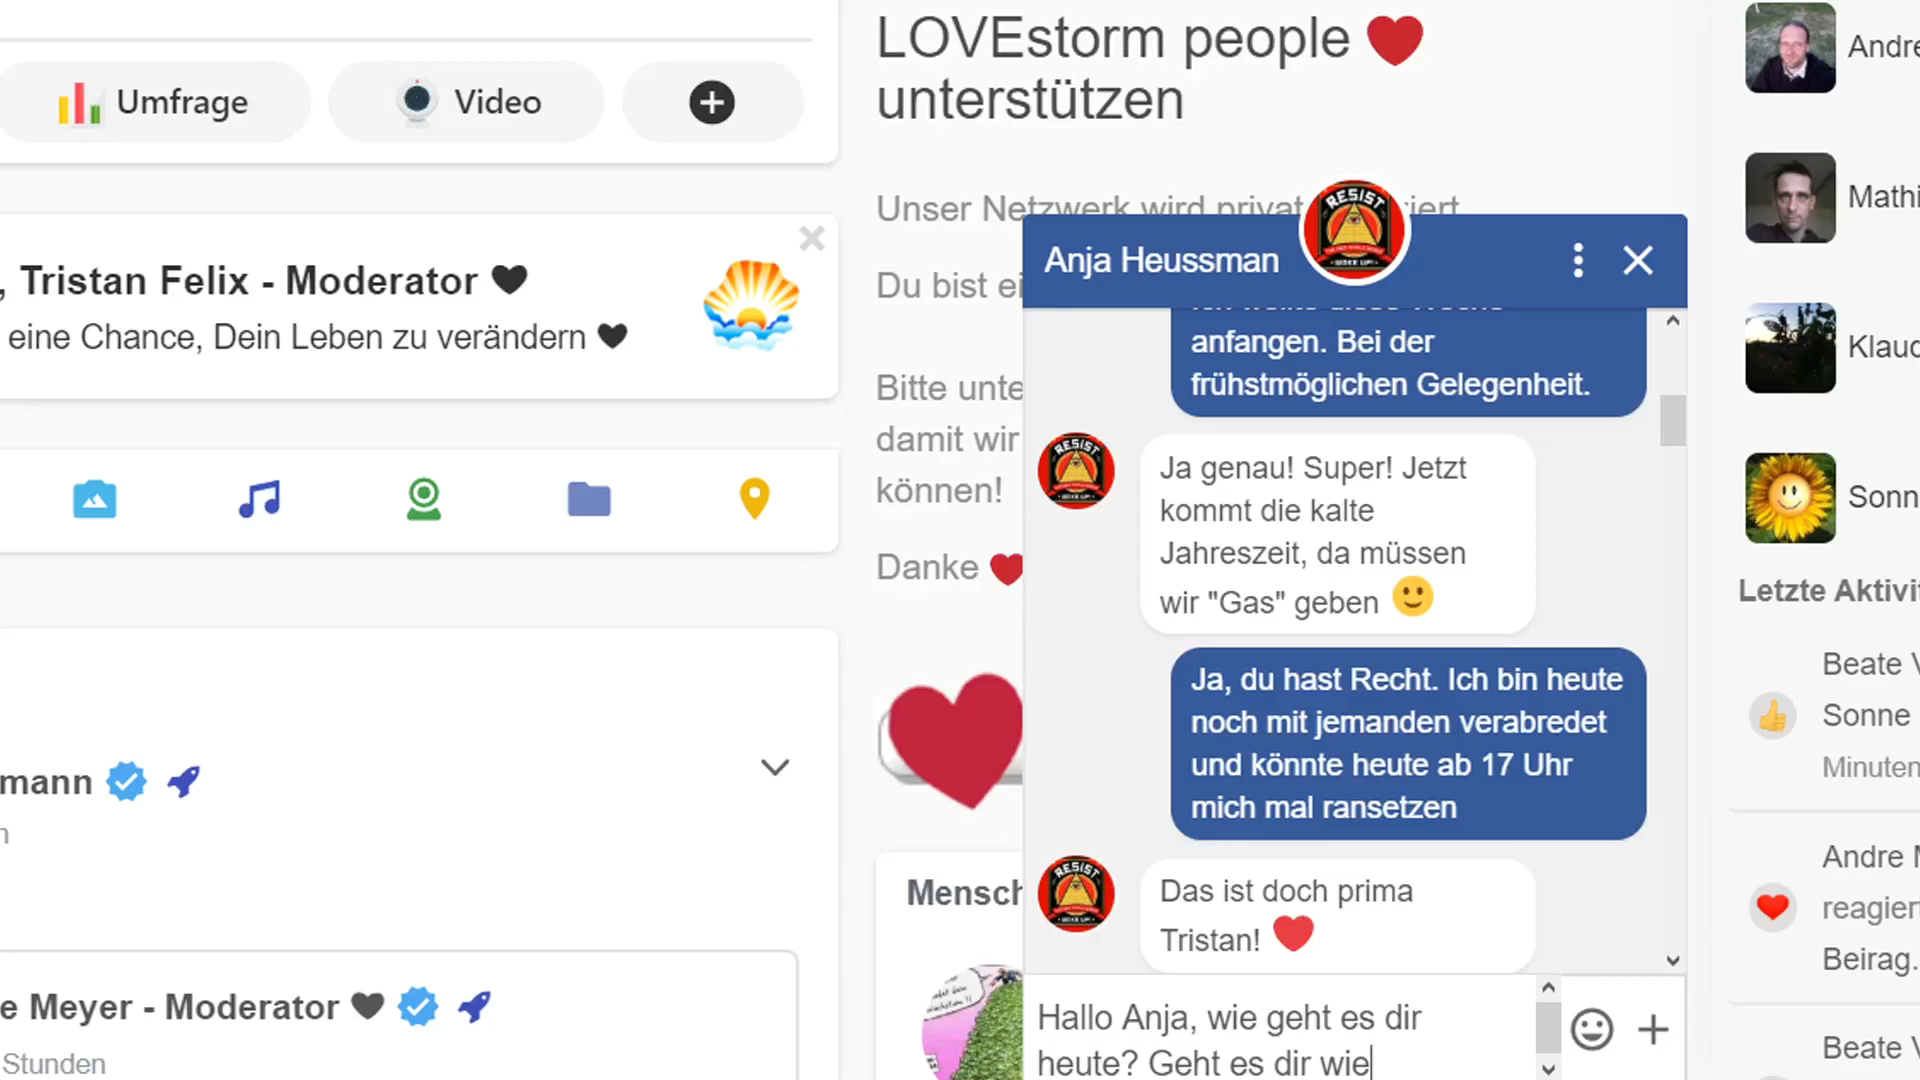 Umfrage
Video
, Tristan Felix - Moderator 🖤
eine Chance, Dein Leben zu verändern 🖤
mann
n
e Meyer - Moderator 🖤
Stunden
LOVEstorm people ❤️
unterstützen
Unser Netzwerk wird privat
Du bist ei
Bitte unte
damit wir
können!
Danke ❤️
Mensch
Anja Heussman
anfangen. Bei der
frühstmöglichen Gelegenheit.
RESIST
Ja genau! Super! Jetzt
kommt die kalte
Jahreszeit, da müssen
wir "Gas" geben 🙂
Ja, du hast Recht. Ich bin heute
noch mit jemanden verabredet
und könnte heute ab 17 Uhr
mich mal ransetzen
RESIST
Das ist doch prima
Tristan! ❤️
Hallo Anja, wie geht es dir
heute? Geht es dir wie
Andre
Mathi
Klaud
Sonn
Letzte Aktivit
Beate V
Sonne
Minuten
Andre M
reagiert
Beitrag.
Beate V